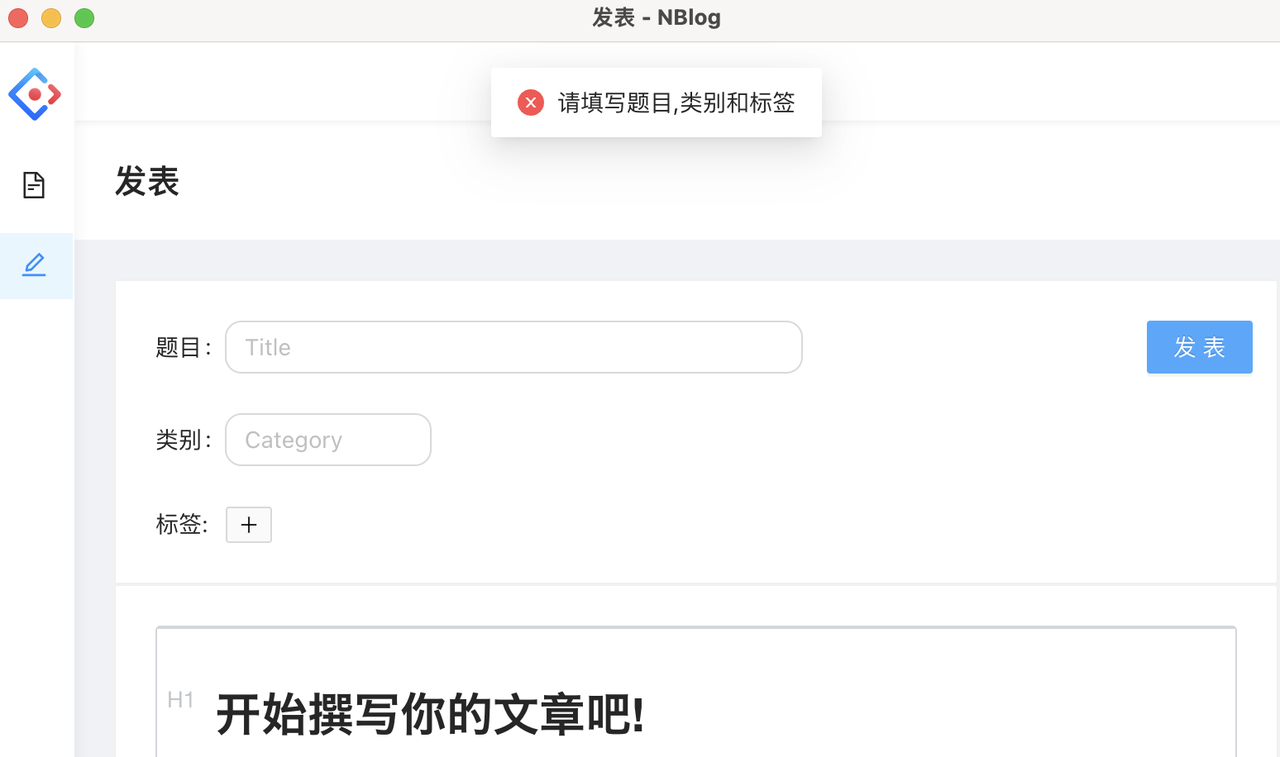 发表 - NBlog
请填写题目,类别和标签
发表
题目:
Title
发 表
类别:
Category
标签:
+
H1
开始撰写你的文章吧!